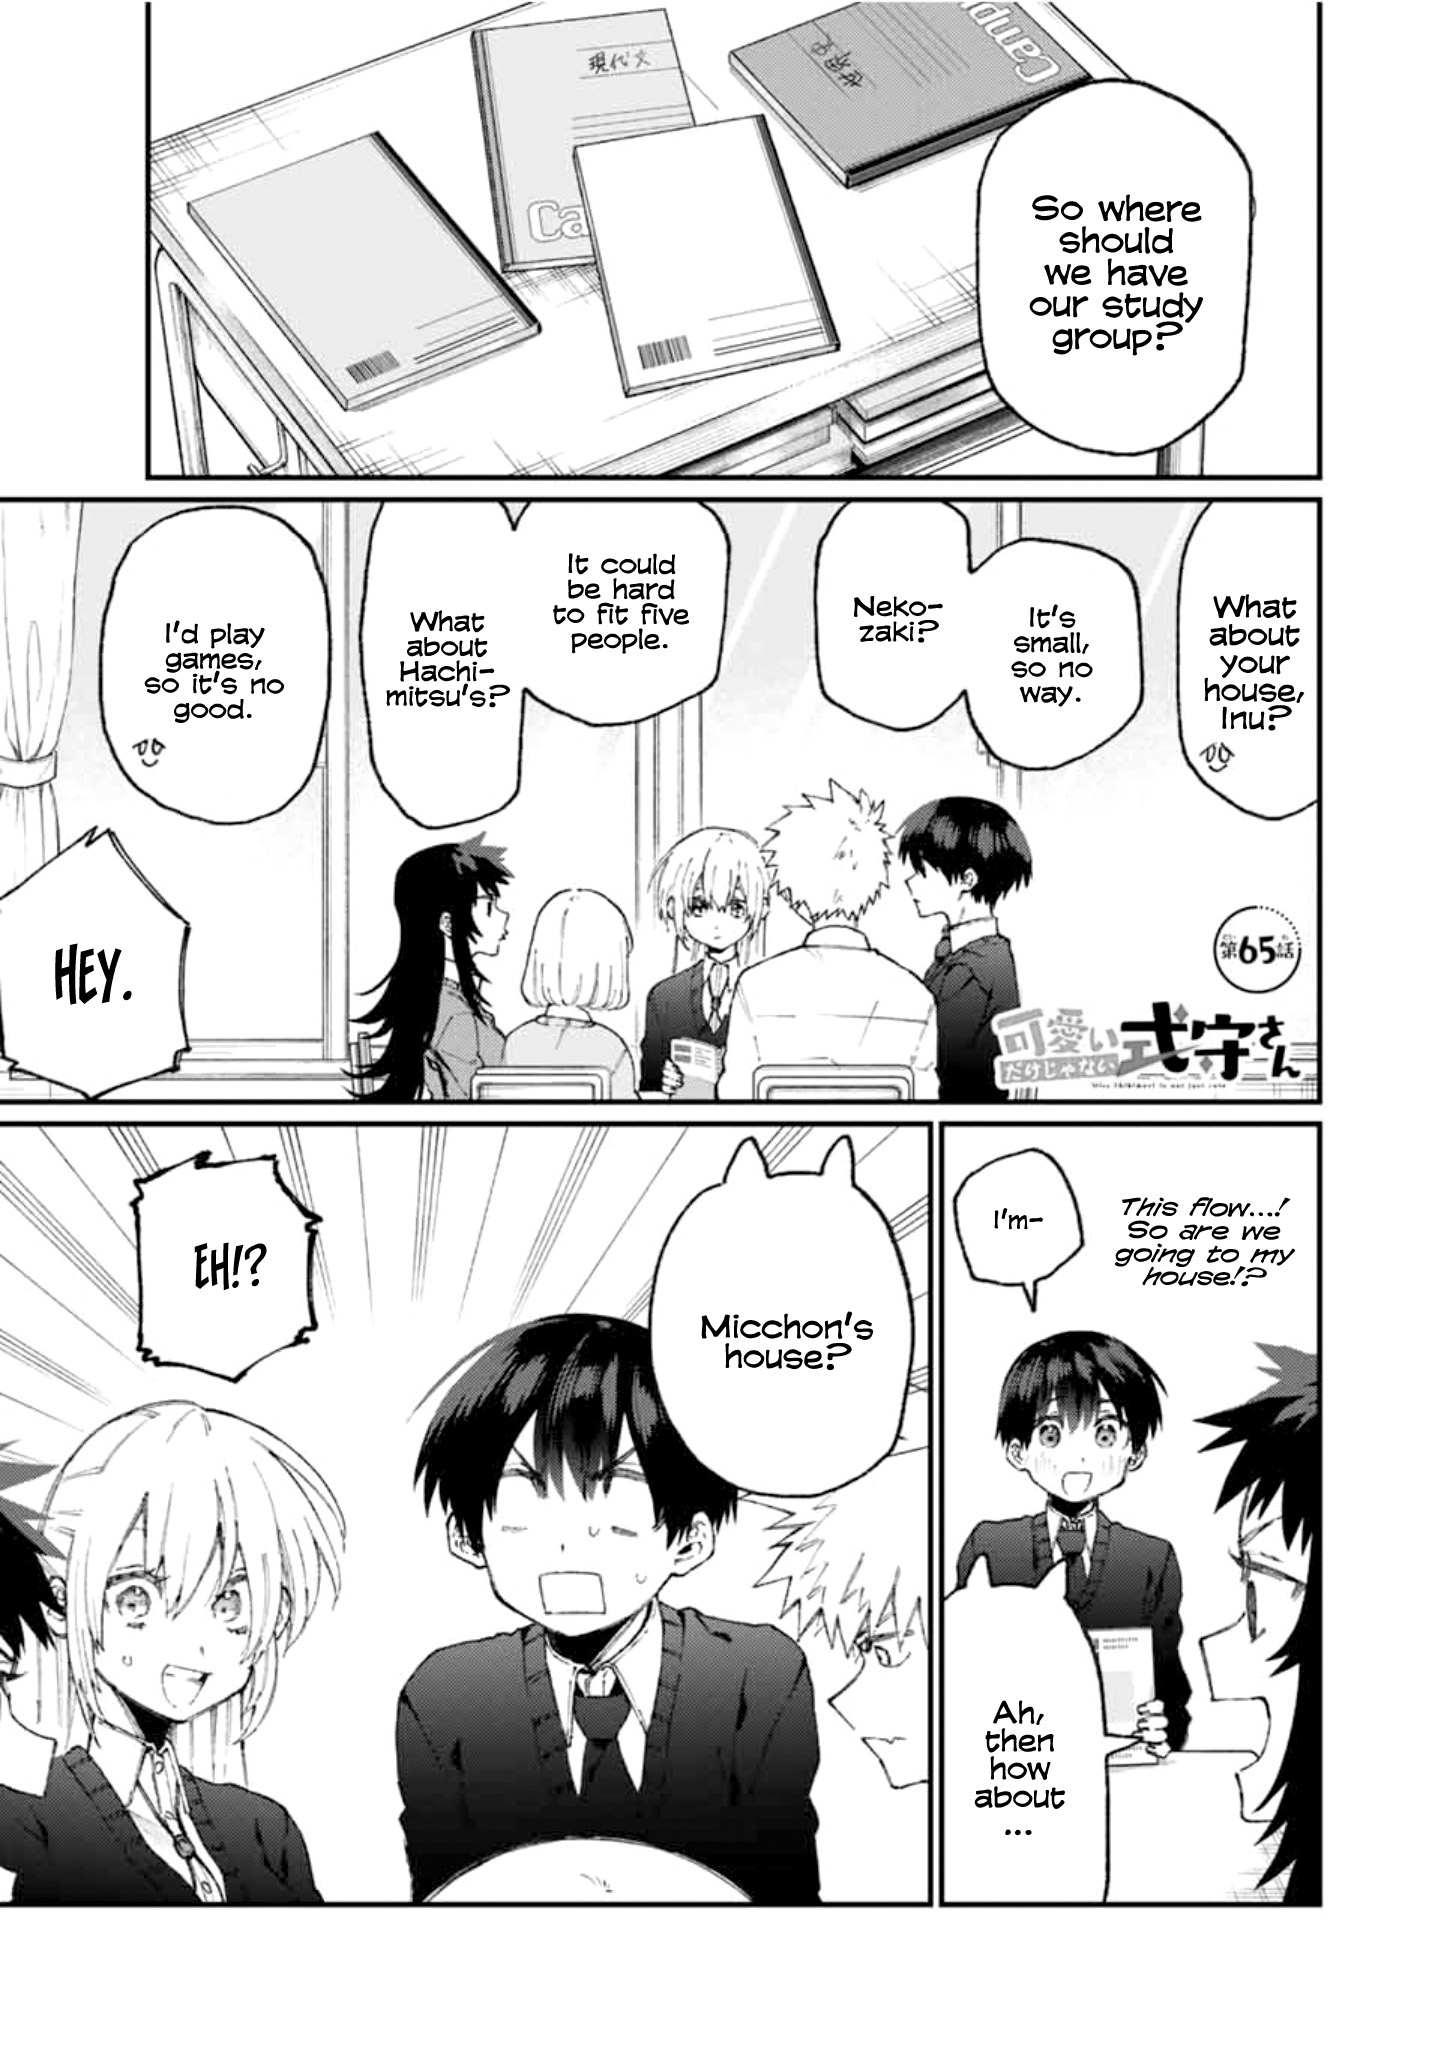 現代文
Campus
Ca
So where
should
we have
our study
group?
What
about
your
house,
Inu?
It's
small,
so no
way.
Neko-
zaki?
It could
be hard
to fit five
people.
What
about
Hachi-
mitsu's?
I'd play
games,
so it's no
good.
HEY.
第65話
可愛い
だけじゃない
式守さん
This flow...!
So are we
going to my
house!?
I'm-
Ah,
then
how
about
...
Micchon's
house?
EH!?